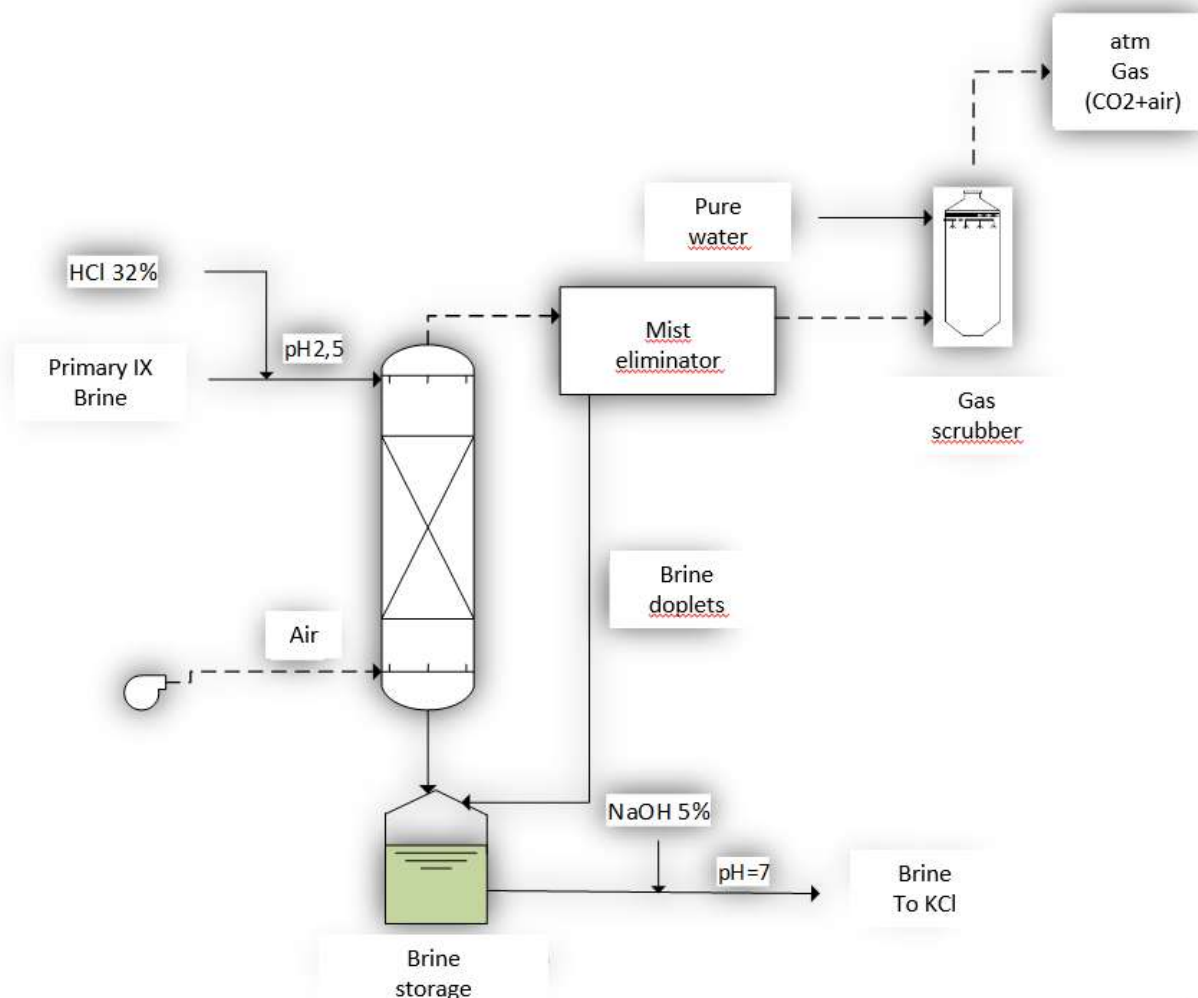 atm
Gas
(CO2+air)
Pure
water
HCl 32%
pH2,5
Primary IX
Brine
Mist
eliminator
Gas
scrubber
Brine
doplets
Air
NaOH 5%
pH=7
Brine
To KCl
Brine
storage